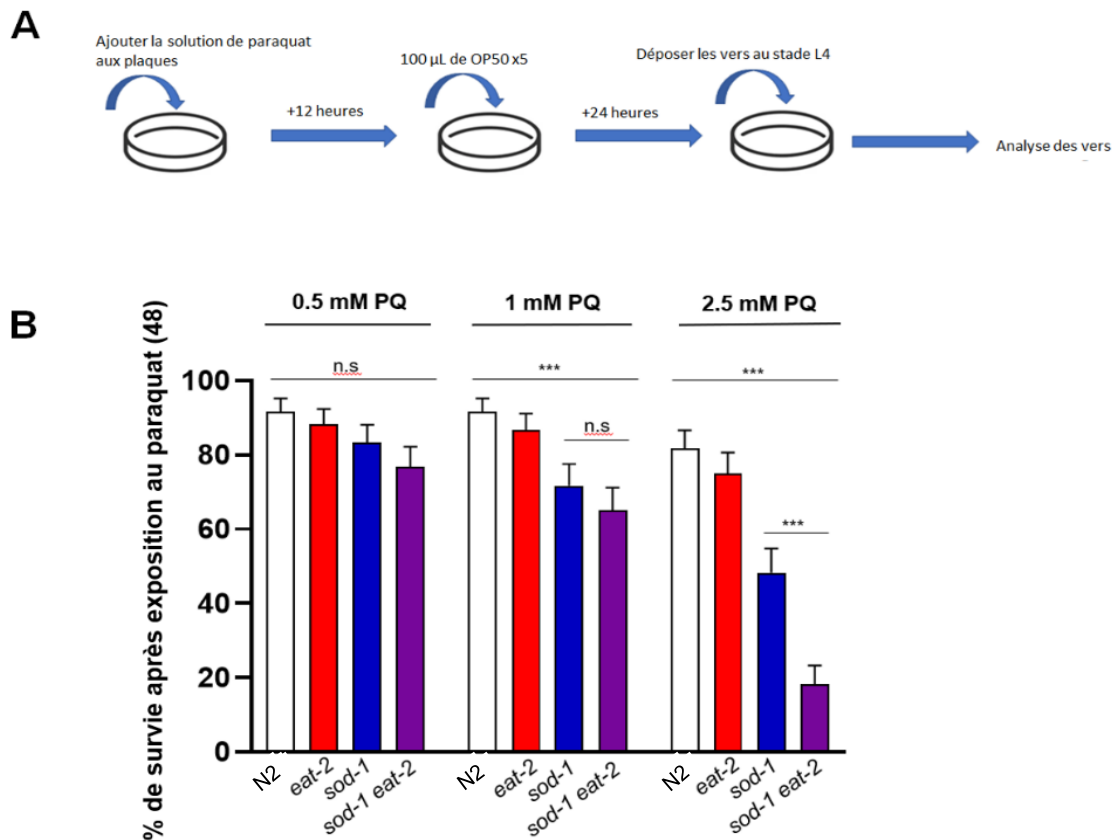 A
Ajouter la solution de paraquat
aux plaques
+12 heures
100 µL de OP50 x5
+24 heures
Déposer les vers au stade L4
Analyse des vers
B
% de survie après exposition au paraquat (48)
0.5 mM PQ
1 mM PQ
2.5 mM PQ
n.s
***
***
n.s
***
100
80
60
40
20
0
N2
eat-2
sod-1
sod-1 eat-2
N2
eat-2
sod-1
sod-1 eat-2
N2
eat-2
sod-1
sod-1 eat-2